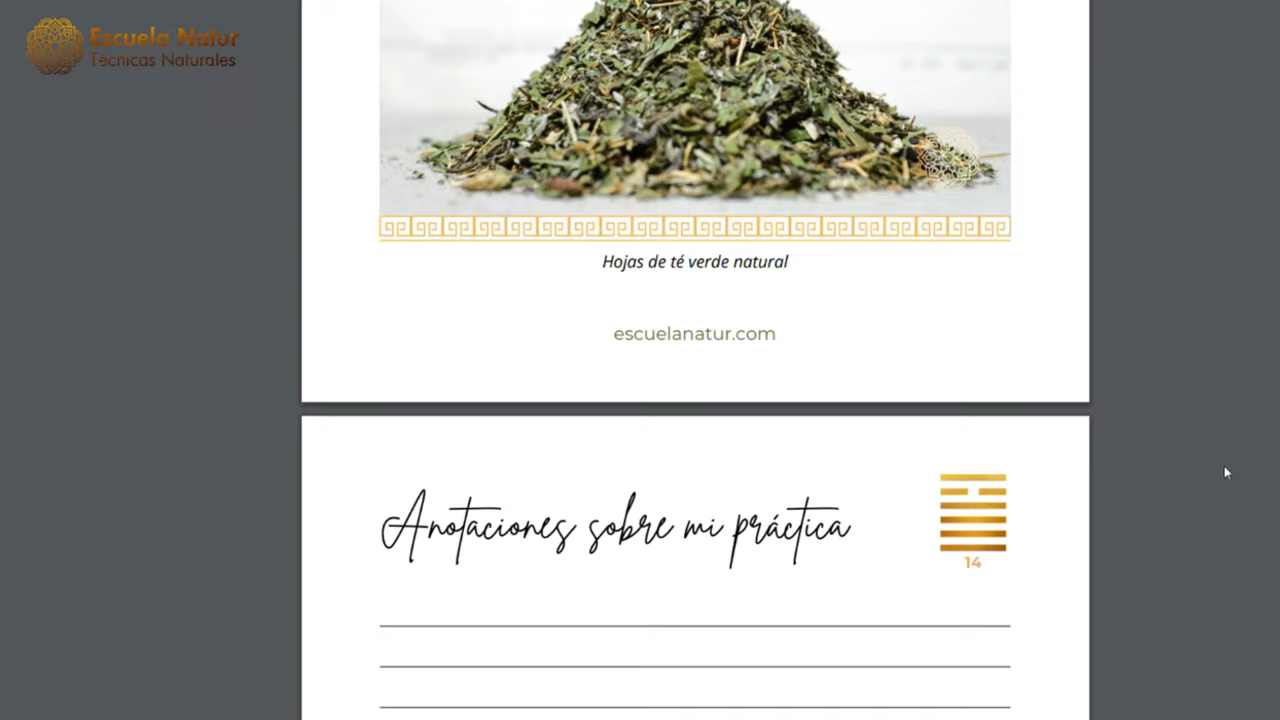 Escuela Natur
Técnicas Naturales
Hojas de té verde natural
escuelanatur.com
Anotaciones sobre mi práctica
14